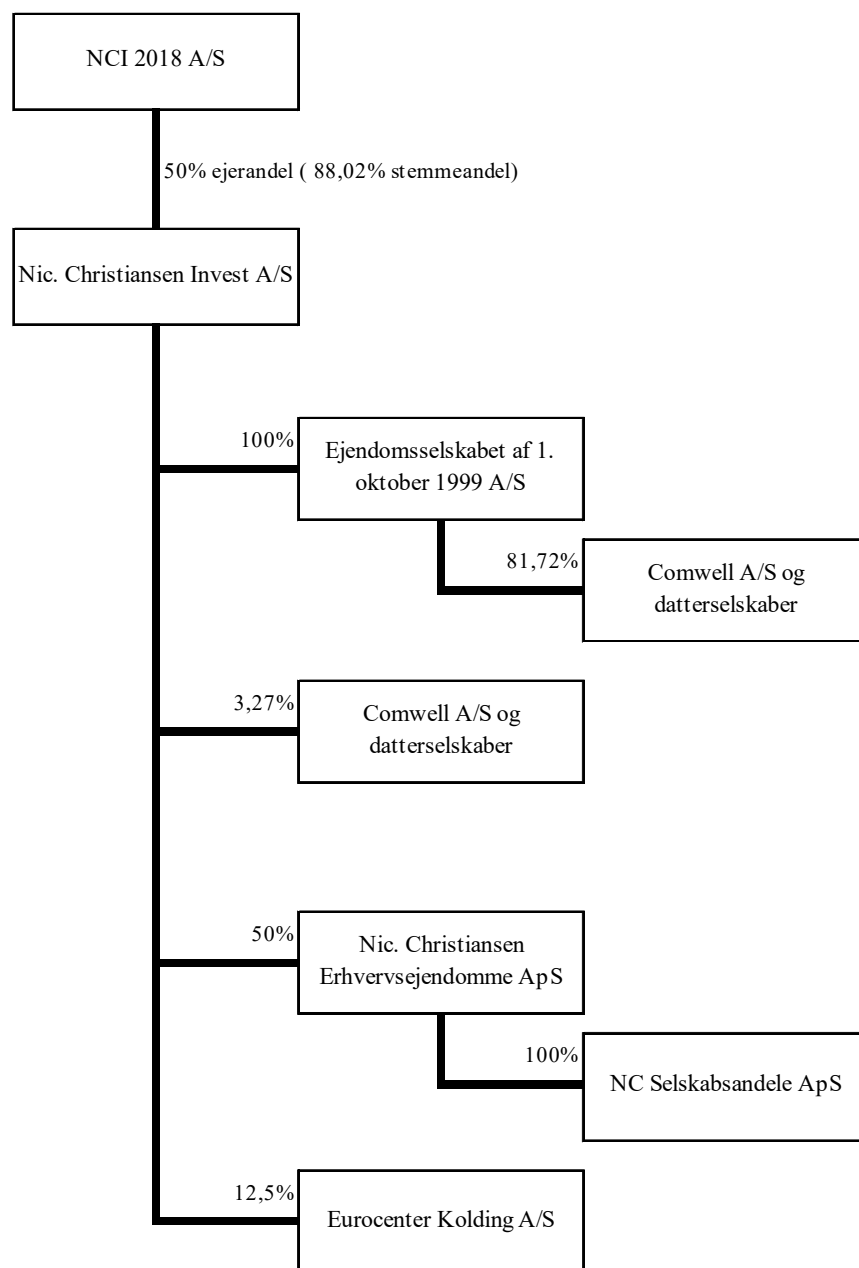 NCI 2018 A/S
50% ejerandel ( 88,02% stemmeandel)
Nic. Christiansen Invest A/S
100%
Ejendomsselskabet af 1.
oktober 1999 A/S
81,72%
Comwell A/S og
datterselskaber
3,27%
Comwell A/S og
datterselskaber
50%
Nic. Christiansen
Erhvervsejendomme ApS
100%
NC Selskabsandele ApS
12,5%
Eurocenter Kolding A/S